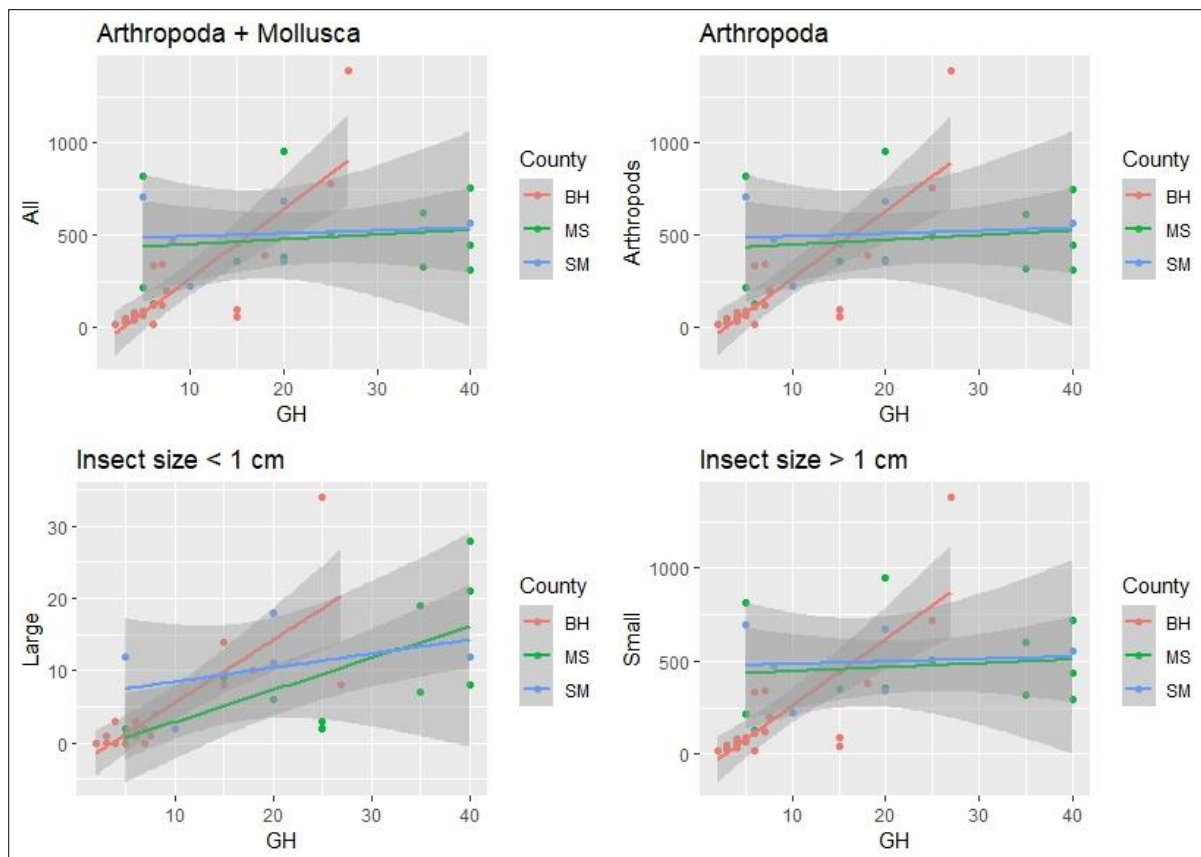 Arthropoda + Mollusca
All
1000
500
0
10 20 30 40
GH
County
BH
MS
SM
Arthropoda
Arthropods
1000
500
0
10 20 30 40
GH
County
BH
MS
SM
Insect size < 1 cm
Large
30
20
10
0
10 20 30 40
GH
County
BH
MS
SM
Insect size > 1 cm
Small
1000
500
0
10 20 30 40
GH
County
BH
MS
SM